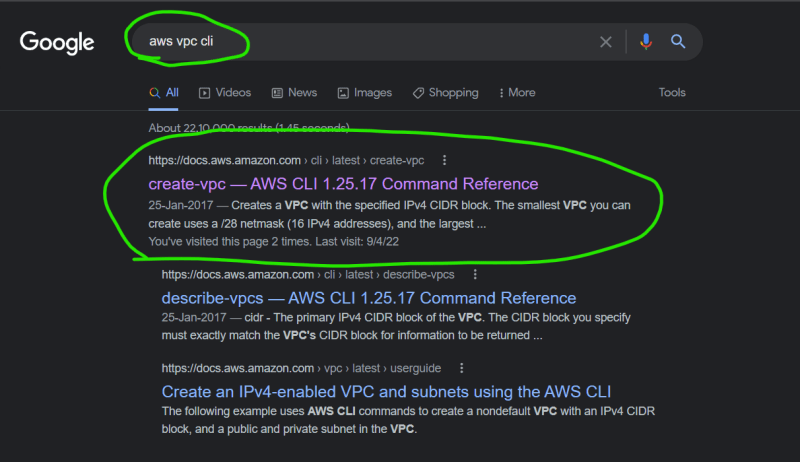 Google
aws vpc cli
All Videos News Images Shopping More Tools
About 22,10,000 results (1.45 seconds)
https://docs.aws.amazon.com › cli › latest › create-vpc
create-vpc — AWS CLI 1.25.17 Command Reference
25-Jan-2017 — Creates a VPC with the specified IPv4 CIDR block. The smallest VPC you can
create uses a /28 netmask (16 IPv4 addresses), and the largest ...
You've visited this page 2 times. Last visit: 9/4/22
https://docs.aws.amazon.com › cli › latest › describe-vpcs
describe-vpcs — AWS CLI 1.25.17 Command Reference
25-Jan-2017 — cidr - The primary IPv4 CIDR block of the VPC. The CIDR block you specify
must exactly match the VPC's CIDR block for information to be returned ...
https://docs.aws.amazon.com › vpc › latest › userguide
Create an IPv4-enabled VPC and subnets using the AWS CLI
The following example uses AWS CLI commands to create a nondefault VPC with an IPv4 CIDR
block, and a public and private subnet in the VPC.